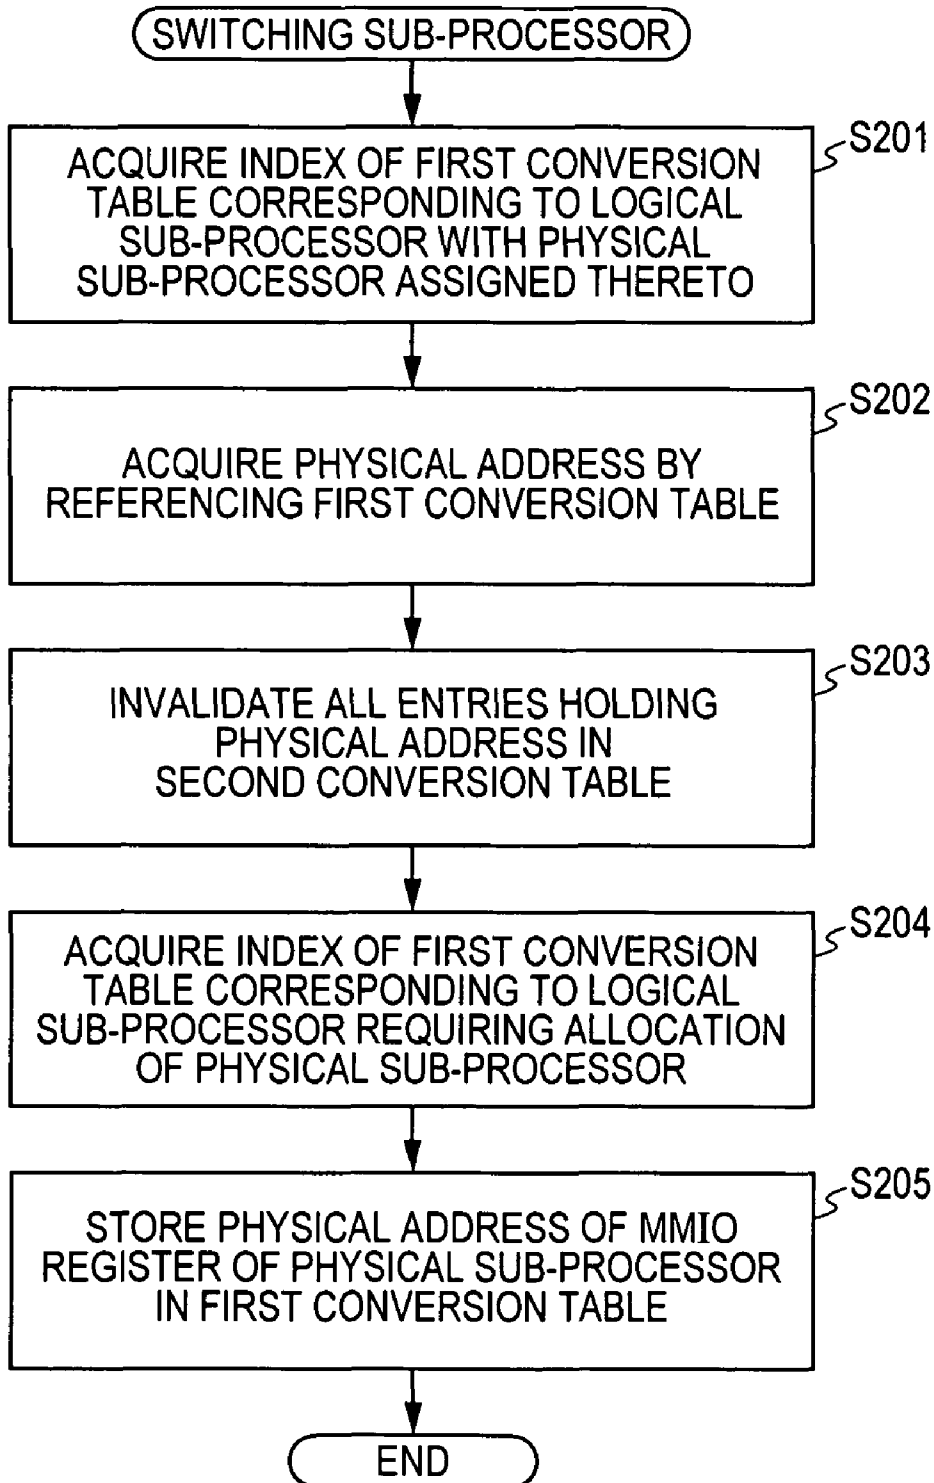 SWITCHING SUB-PROCESSOR
S201
ACQUIRE INDEX OF FIRST CONVERSION
TABLE CORRESPONDING TO LOGICAL
SUB-PROCESSOR WITH PHYSICAL
SUB-PROCESSOR ASSIGNED THERETO
S202
ACQUIRE PHYSICAL ADDRESS BY
REFERENCING FIRST CONVERSION TABLE
S203
INVALIDATE ALL ENTRIES HOLDING
PHYSICAL ADDRESS IN
SECOND CONVERSION TABLE
S204
ACQUIRE INDEX OF FIRST CONVERSION
TABLE CORRESPONDING TO LOGICAL
SUB-PROCESSOR REQUIRING ALLOCATION
OF PHYSICAL SUB-PROCESSOR
S205
STORE PHYSICAL ADDRESS OF MMIO
REGISTER OF PHYSICAL SUB-PROCESSOR
IN FIRST CONVERSION TABLE
END